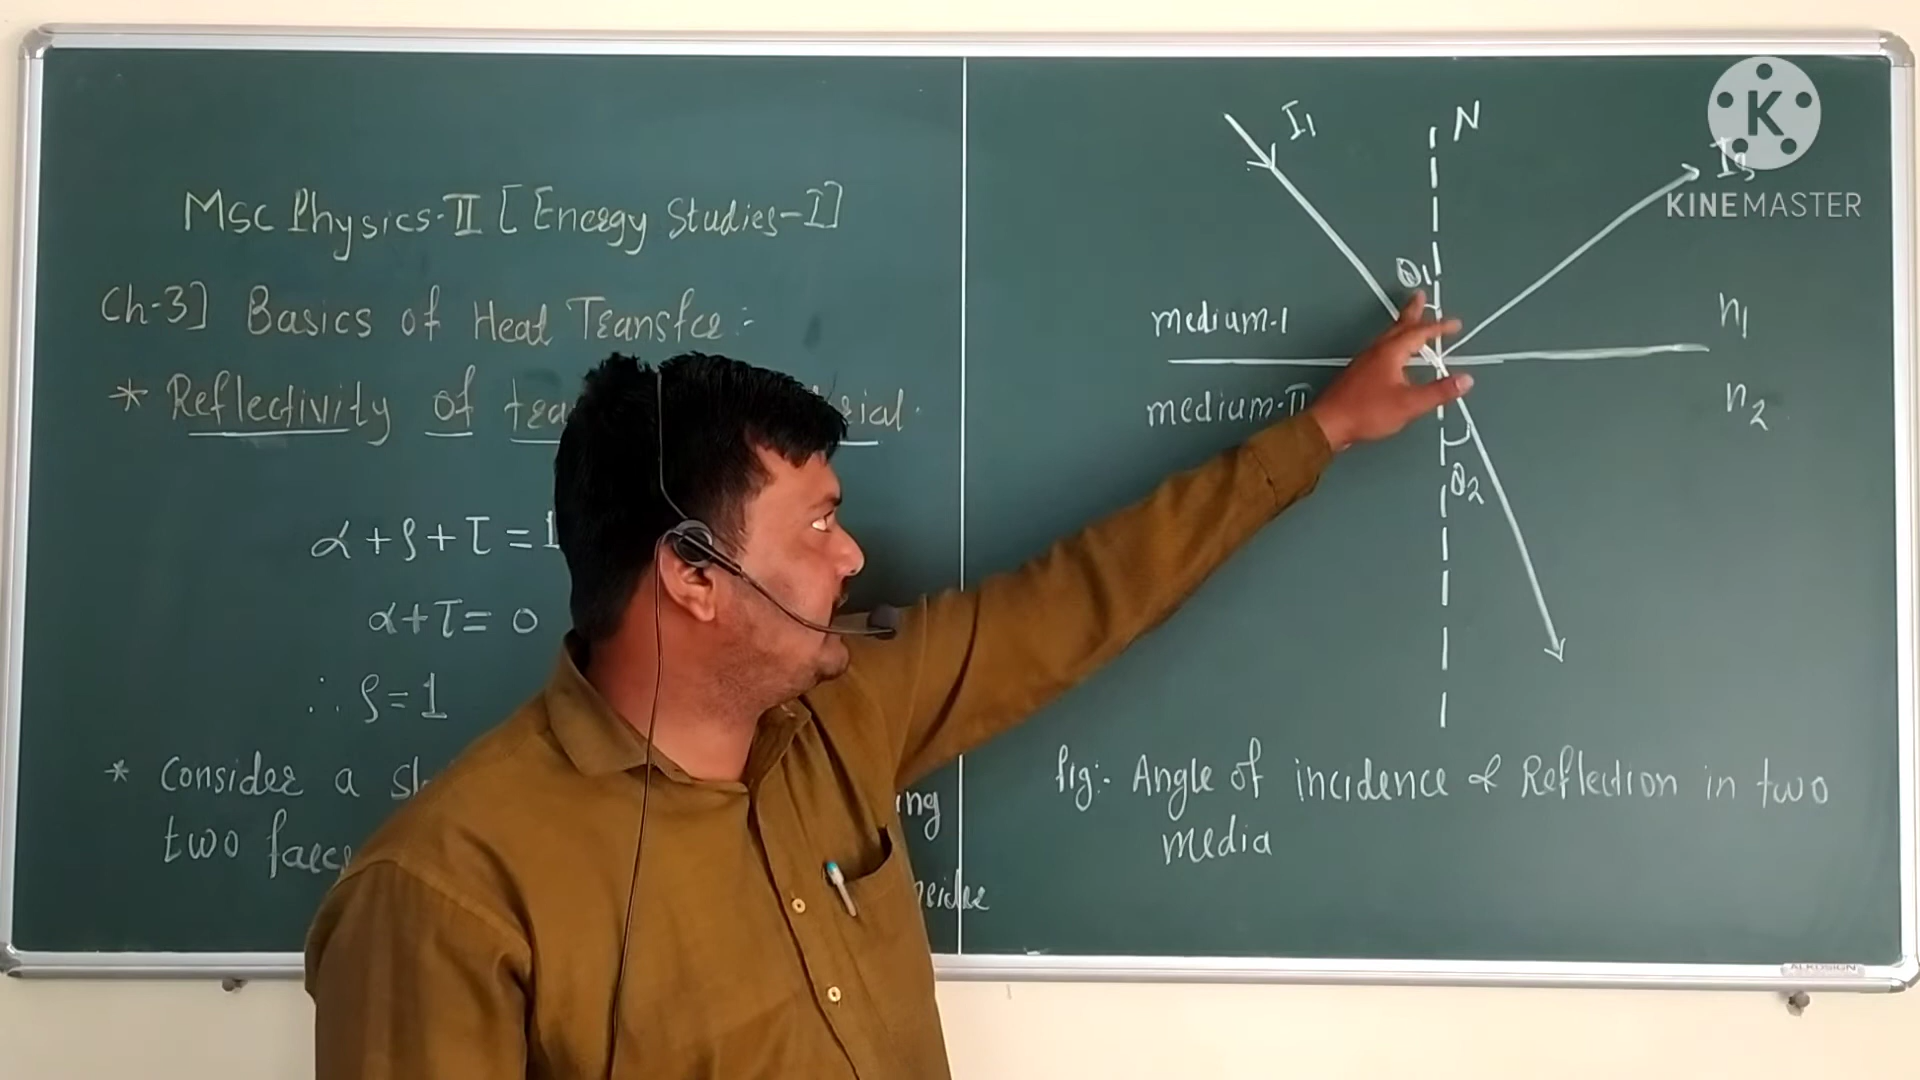 Msc Physics-II [Energy Studies-I]
Ch-3] Basics of Heat Transfer:-
* Reflectivity of
α+ρ+τ=1
α+τ=0
∴ ρ=1
* Consider a
two faces
I1
N
θ1
medium-1
n1
medium-II
n2
θ2
fig:- Angle of incidence & Reflection in two
media
K
KINEMASTER
ALKOSIGN